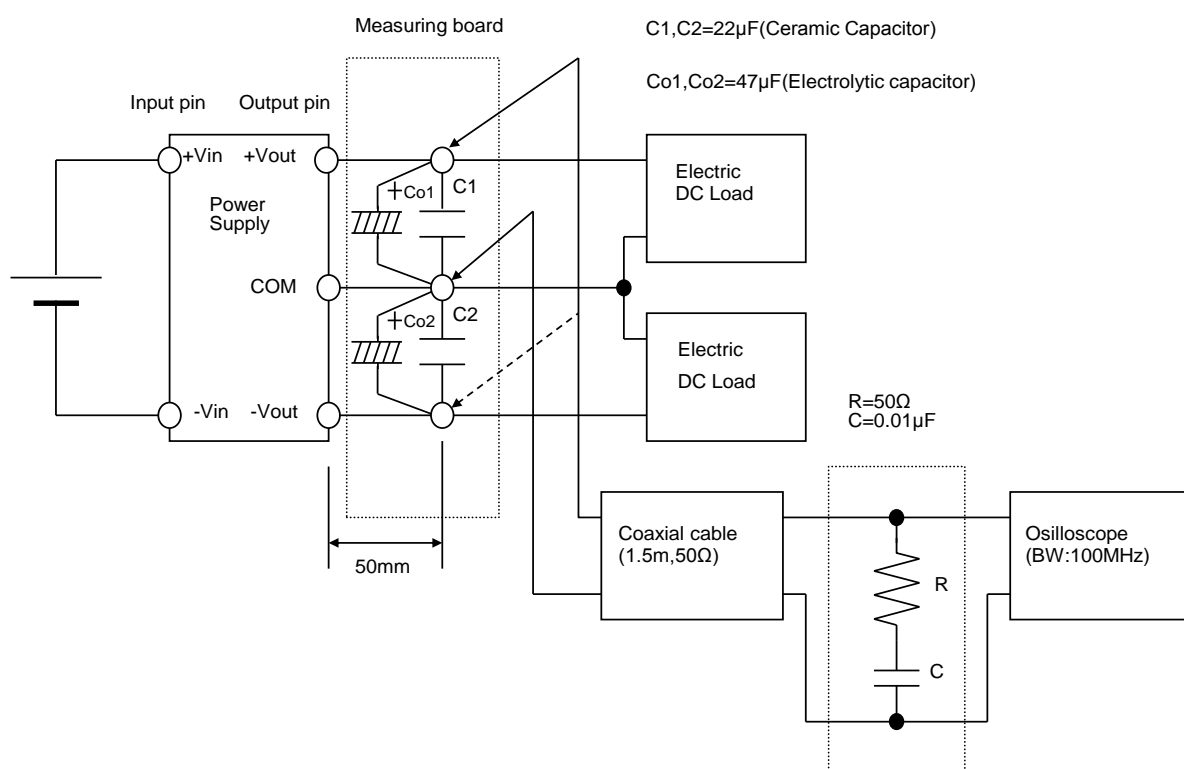 Measuring board
C1,C2=22µF(Ceramic Capacitor)
Co1,Co2=47µF(Electrolytic capacitor)
Input pin
Output pin
+Vin
+Vout
Power
Supply
COM
-Vin
-Vout
+Co1
C1
+Co2
C2
Electric
DC Load
Electric
DC Load
50mm
R=50Ω
C=0.01µF
Coaxial cable
(1.5m,50Ω)
R
C
Osilloscope
(BW:100MHz)